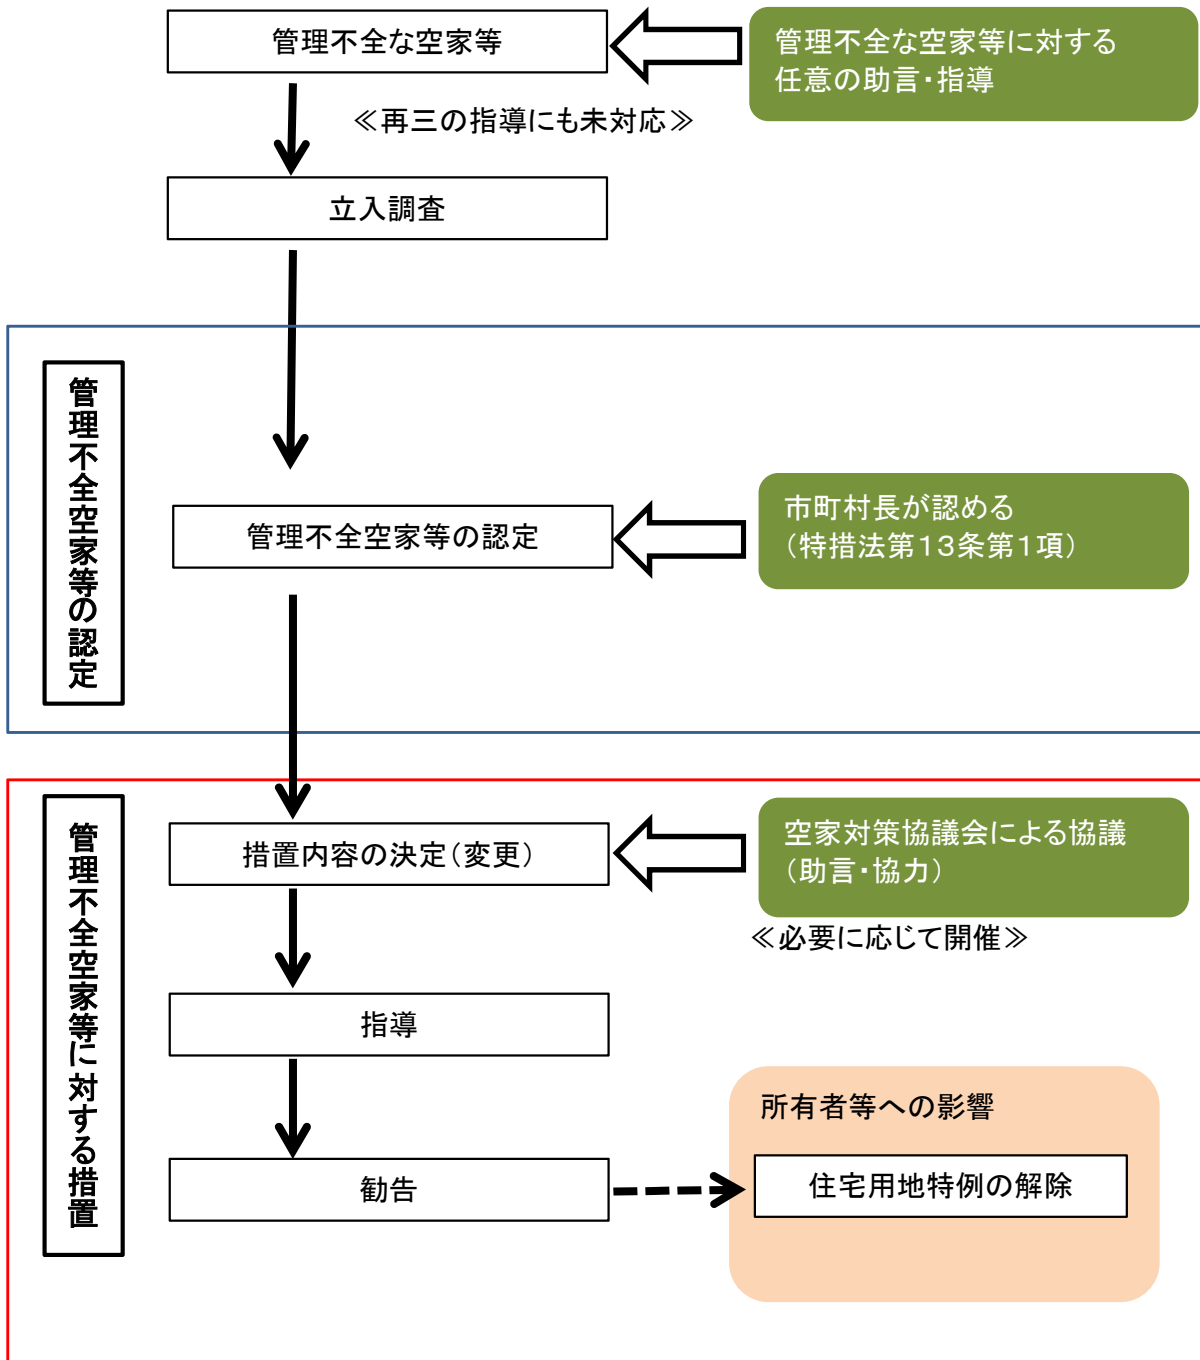 管理不全な空家等
管理不全な空家等に対する
任意の助言・指導
≪再三の指導にも未対応≫
立入調査
管理不全空家等の認定
管理不全空家等の認定
市町村長が認める
（特措法第１３条第１項）
管理不全空家等に対する措置
措置内容の決定（変更）
空家対策協議会による協議
（助言・協力）
≪必要に応じて開催≫
指導
所有者等への影響
勧告
住宅用地特例の解除